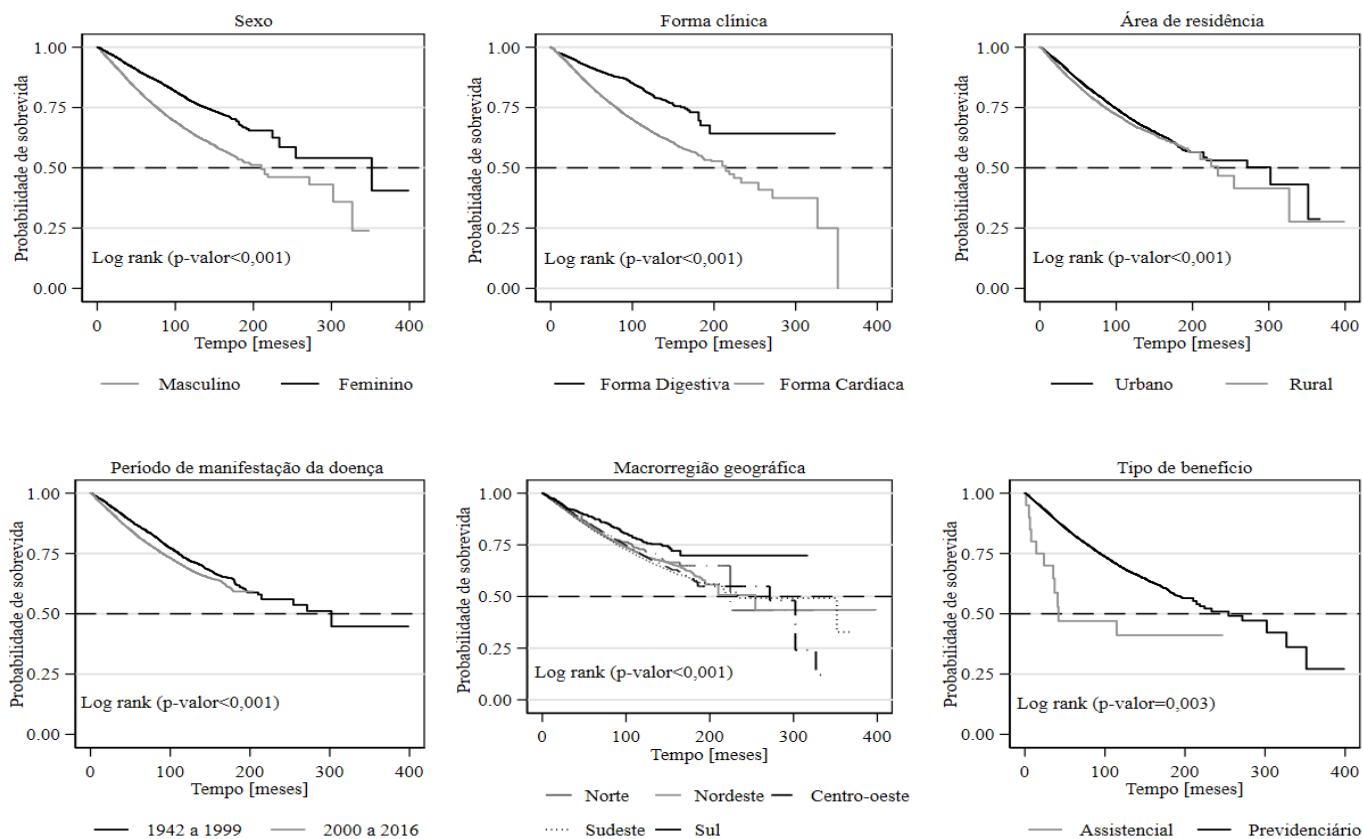 Sexo
Probabilidade de sobrevida
1.00
0.75
0.50
0.25
0.00
Log rank (p-valor<0,001)
0 100 200 300 400
Tempo [meses]
Masculino Feminino
Forma clínica
Probabilidade de sobrevida
1.00
0.75
0.50
0.25
0.00
Log rank (p-valor<0,001)
0 100 200 300 400
Tempo [meses]
Forma Digestiva Forma Cardíaca
Área de residência
Probabilidade de sobrevida
1.00
0.75
0.50
0.25
0.00
Log rank (p-valor<0,001)
0 100 200 300 400
Tempo [meses]
Urbano Rural
Período de manifestação da doença
Probabilidade de sobrevida
1.00
0.75
0.50
0.25
0.00
Log rank (p-valor<0,001)
0 100 200 300 400
Tempo [meses]
1942 a 1999 2000 a 2016
Macrorregião geográfica
Probabilidade de sobrevida
1.00
0.75
0.50
0.25
0.00
Log rank (p-valor<0,001)
0 100 200 300 400
Tempo [meses]
Norte Nordeste Centro-oeste
Sudeste Sul
Tipo de benefício
Probabilidade de sobrevida
1.00
0.75
0.50
0.25
0.00
Log rank (p-valor=0,003)
0 100 200 300 400
Tempo [meses]
Assistencial Previdenciário